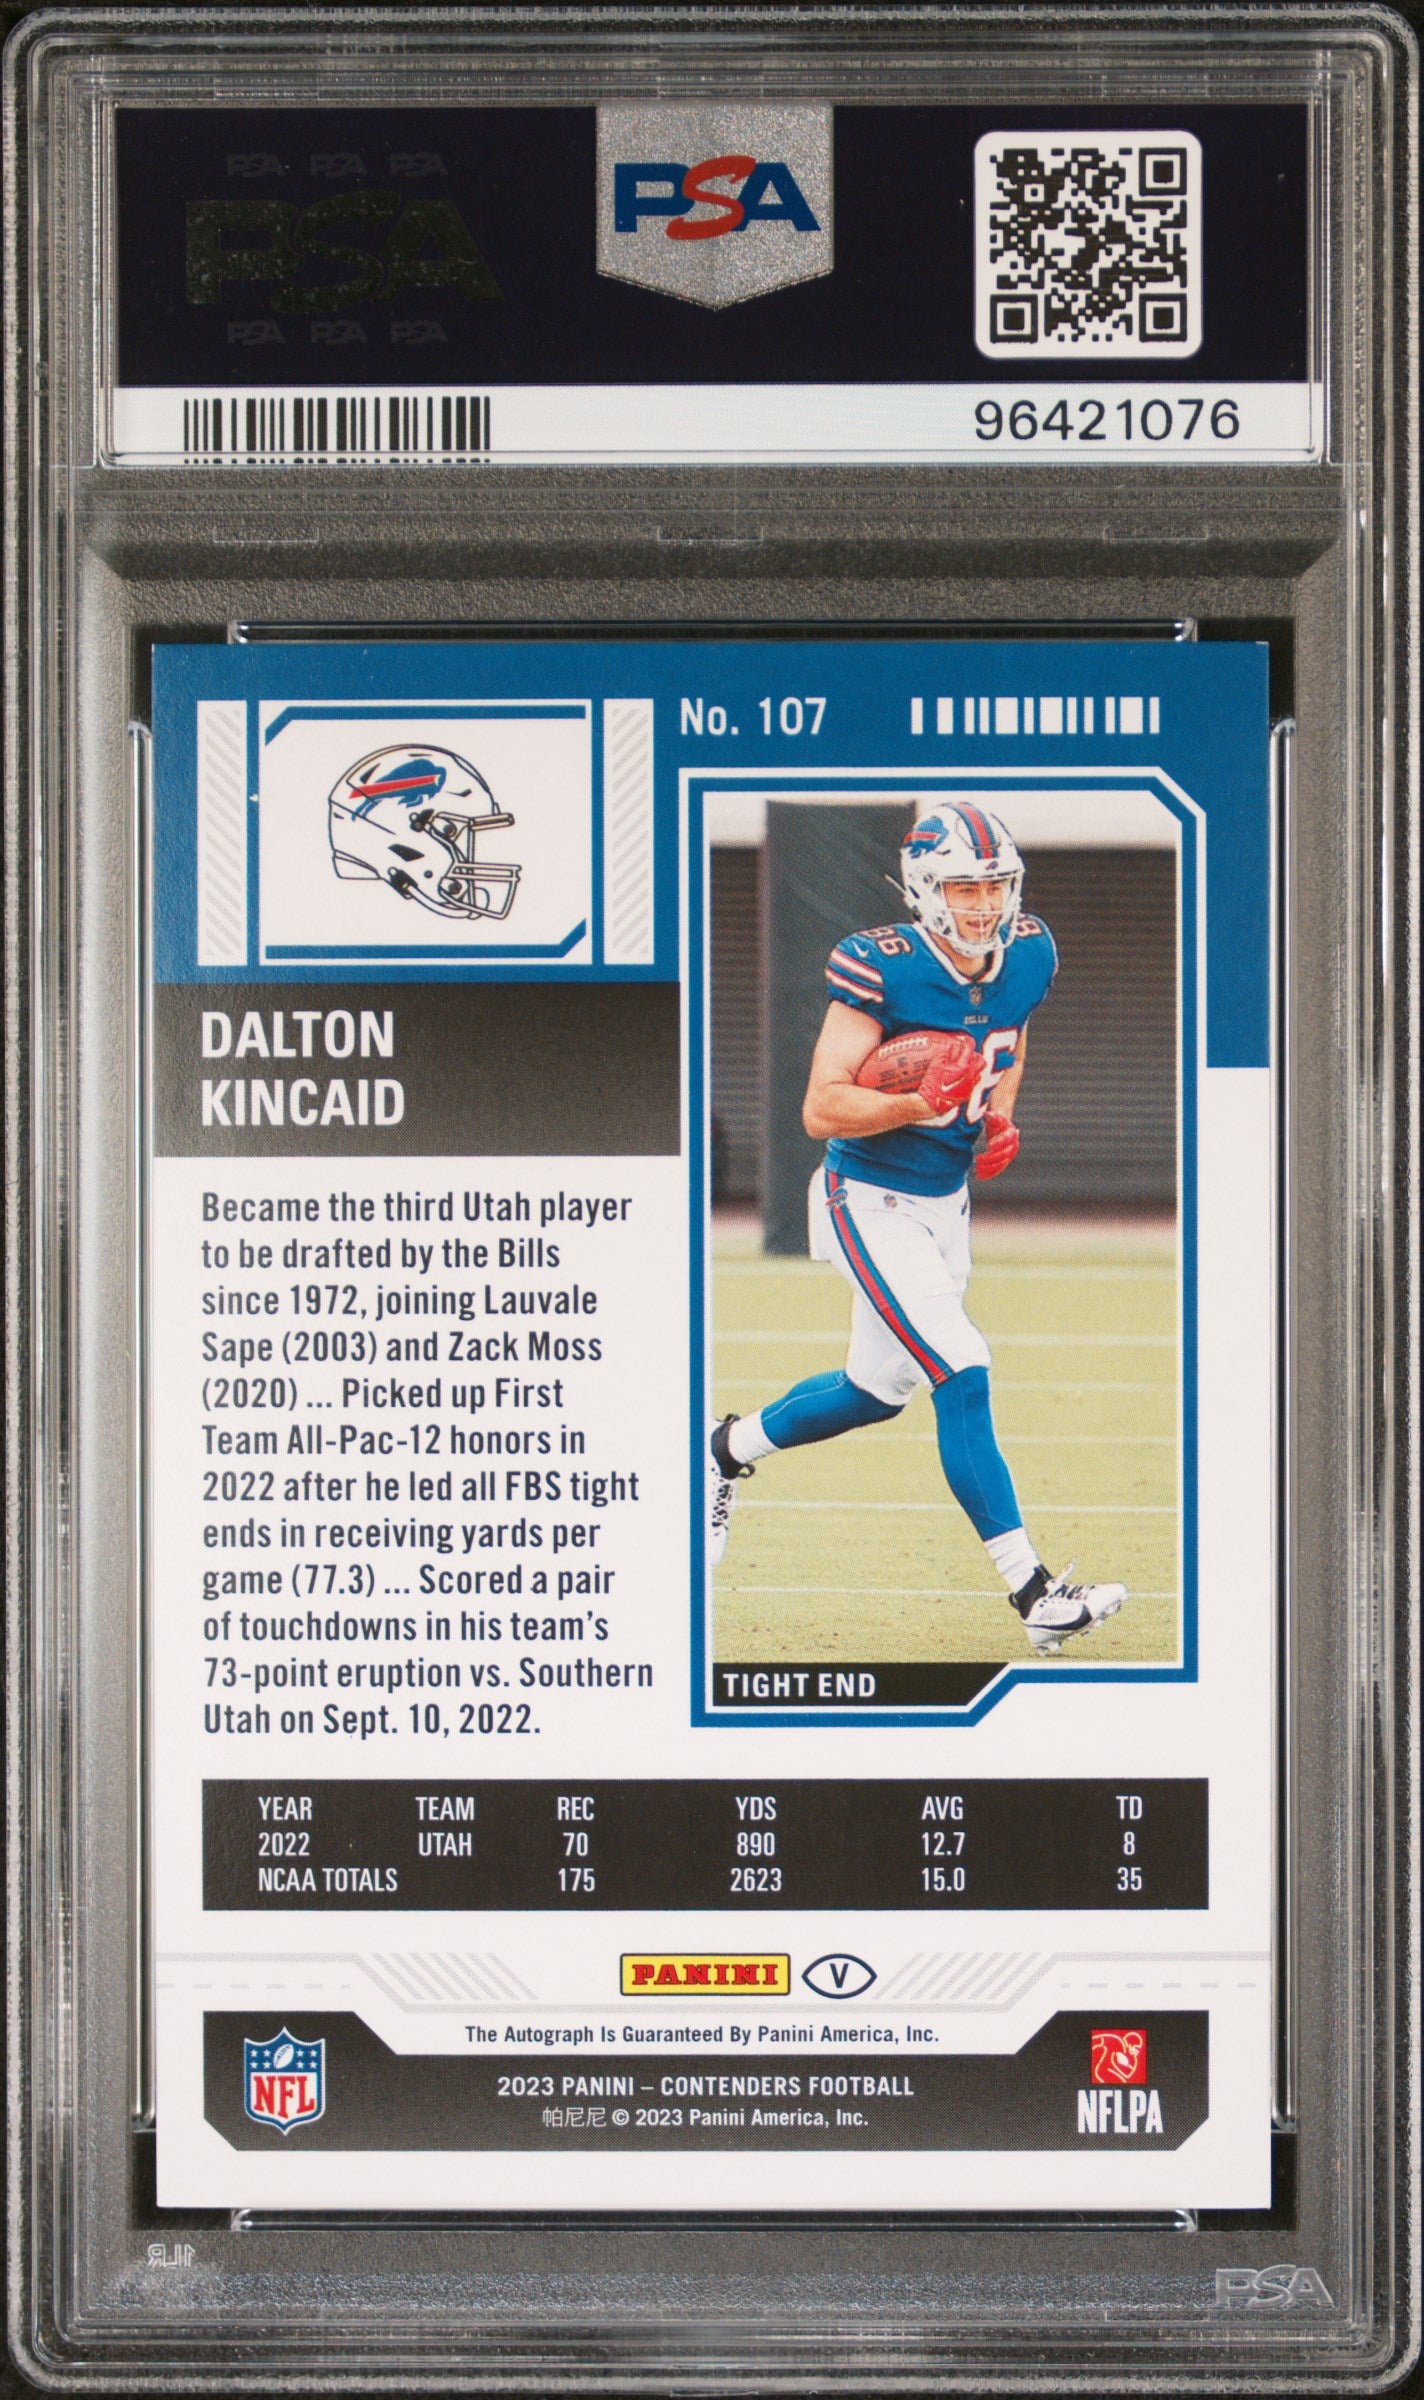 PSA PSA PSA
PSA
PSA PSA PSA
PSA
96421076
No. 107
DALTON
KINCAID
Became the third Utah player
to be drafted by the Bills
since 1972, joining Lauvale
Sape (2003) and Zack Moss
(2020) ... Picked up First
Team All-Pac-12 honors in
2022 after he led all FBS tight
ends in receiving yards per
game (77.3) ... Scored a pair
of touchdowns in his team’s
73-point eruption vs. Southern
Utah on Sept. 10, 2022.
86
8
BILLS
86
TIGHT END
YEAR TEAM REC YDS AVG TD
2022 UTAH 70 890 12.7 8
NCAA TOTALS 175 2623 15.0 35
PANINI V
The Autograph Is Guaranteed By Panini America, Inc.
NFL
2023 PANINI – CONTENDERS FOOTBALL
帕尼尼 © 2023 Panini America, Inc.
NFLPA
1LR
PSA